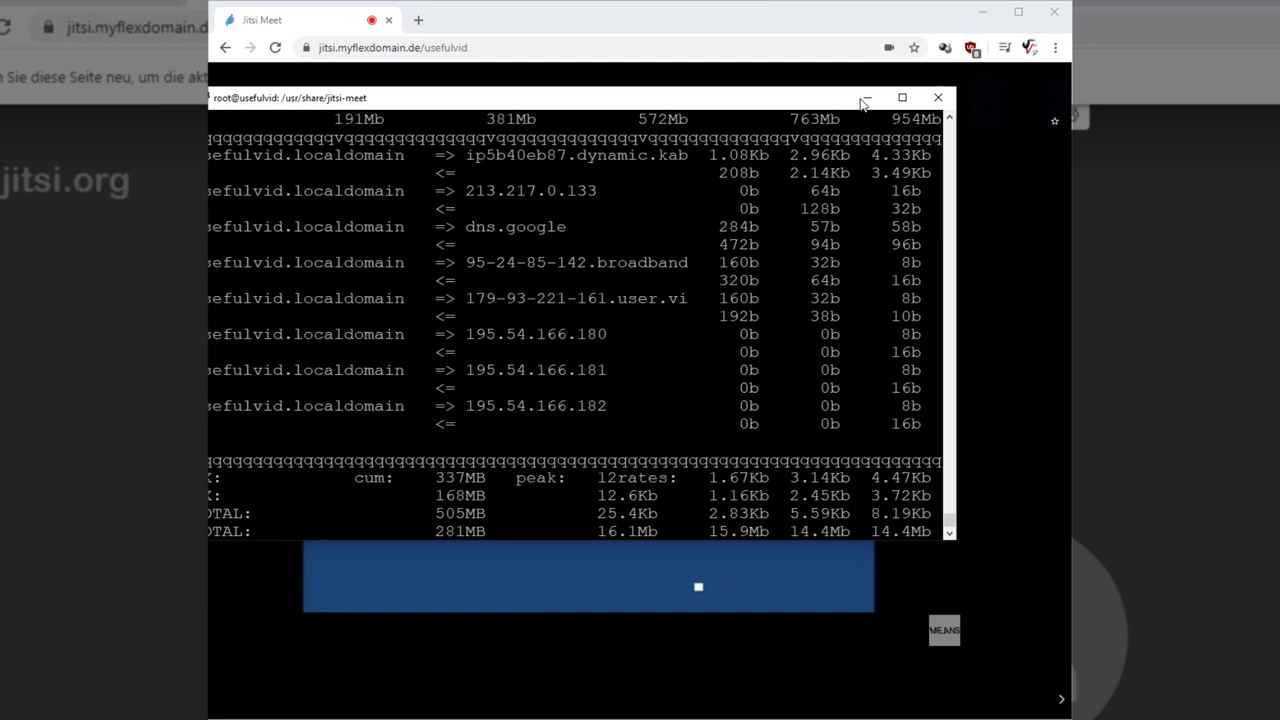 Jitsi Meet
jitsi.myflexdomain.d
jitsi.myflexdomain.de/usefulvid
n Sie diese Seite neu, um die akt
root@usefulvid: /usr/share/jitsi-meet
191Mb 381Mb 572Mb 763Mb 954Mb
qqqqqqqqqqqqqqvqqqqqqqqqqqqqqqvqqqqqqqqqqqqqqvqqqqqqqqqqqqqqvqqqqqqqqqqqqq
sefulvid.localdomain => ip5b40eb87.dynamic.kab 1.08Kb 2.96Kb 4.33Kb
<= 208b 2.14Kb 3.49Kb
sefulvid.localdomain => 213.217.0.133 0b 64b 16b
<= 0b 128b 32b
sefulvid.localdomain => dns.google 284b 57b 58b
<= 472b 94b 96b
sefulvid.localdomain => 95-24-85-142.broadband 160b 32b 8b
<= 320b 64b 16b
sefulvid.localdomain => 179-93-221-161.user.vi 160b 32b 8b
<= 192b 38b 10b
sefulvid.localdomain => 195.54.166.180 0b 0b 8b
<= 0b 0b 16b
sefulvid.localdomain => 195.54.166.181 0b 0b 8b
<= 0b 0b 16b
sefulvid.localdomain => 195.54.166.182 0b 0b 8b
<= 0b 0b 16b
qqqqqqqqqqqqqqqqqqqqqqqqqqqqqqqqqqqqqqqqqqqqqqqqqqqqqqqqqqqqqqqqqqqqqqqqqq
X: cum: 337MB peak: 12rates: 1.67Kb 3.14Kb 4.47Kb
X: 168MB 12.6Kb 1.16Kb 2.45Kb 3.72Kb
OTAL: 505MB 25.4Kb 2.83Kb 5.59Kb 8.19Kb
OTAL: 281MB 16.1Mb 15.9Mb 14.4Mb 14.4Mb
jitsi.org
MEANS